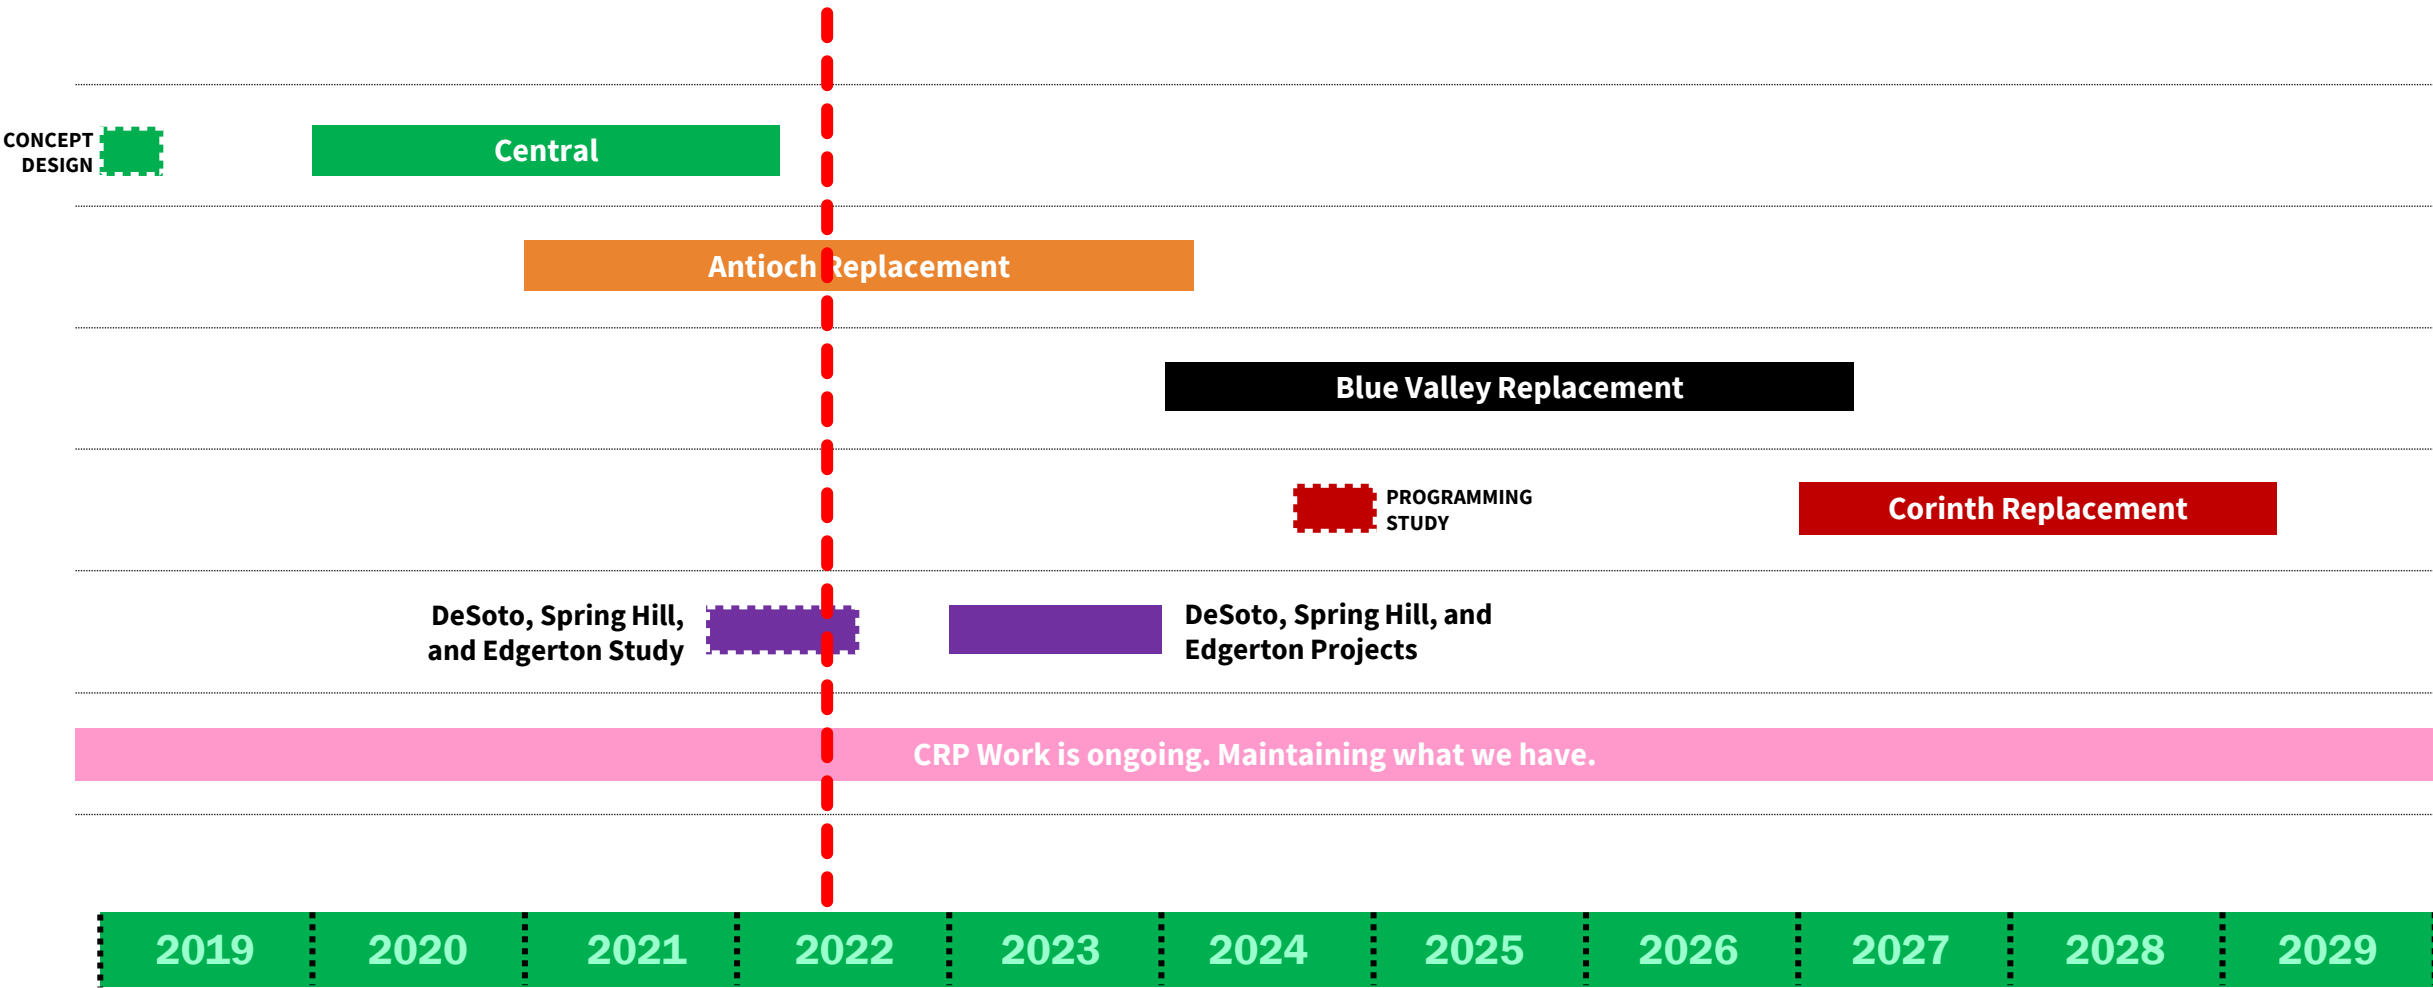 CONCEPT
DESIGN
Central
Antioch Replacement
Blue Valley Replacement
PROGRAMMING
STUDY
Corinth Replacement
DeSoto, Spring Hill,
and Edgerton Study
DeSoto, Spring Hill, and
Edgerton Projects
CRP Work is ongoing. Maintaining what we have.
2019 2020 2021 2022 2023 2024 2025 2026 2027 2028 2029